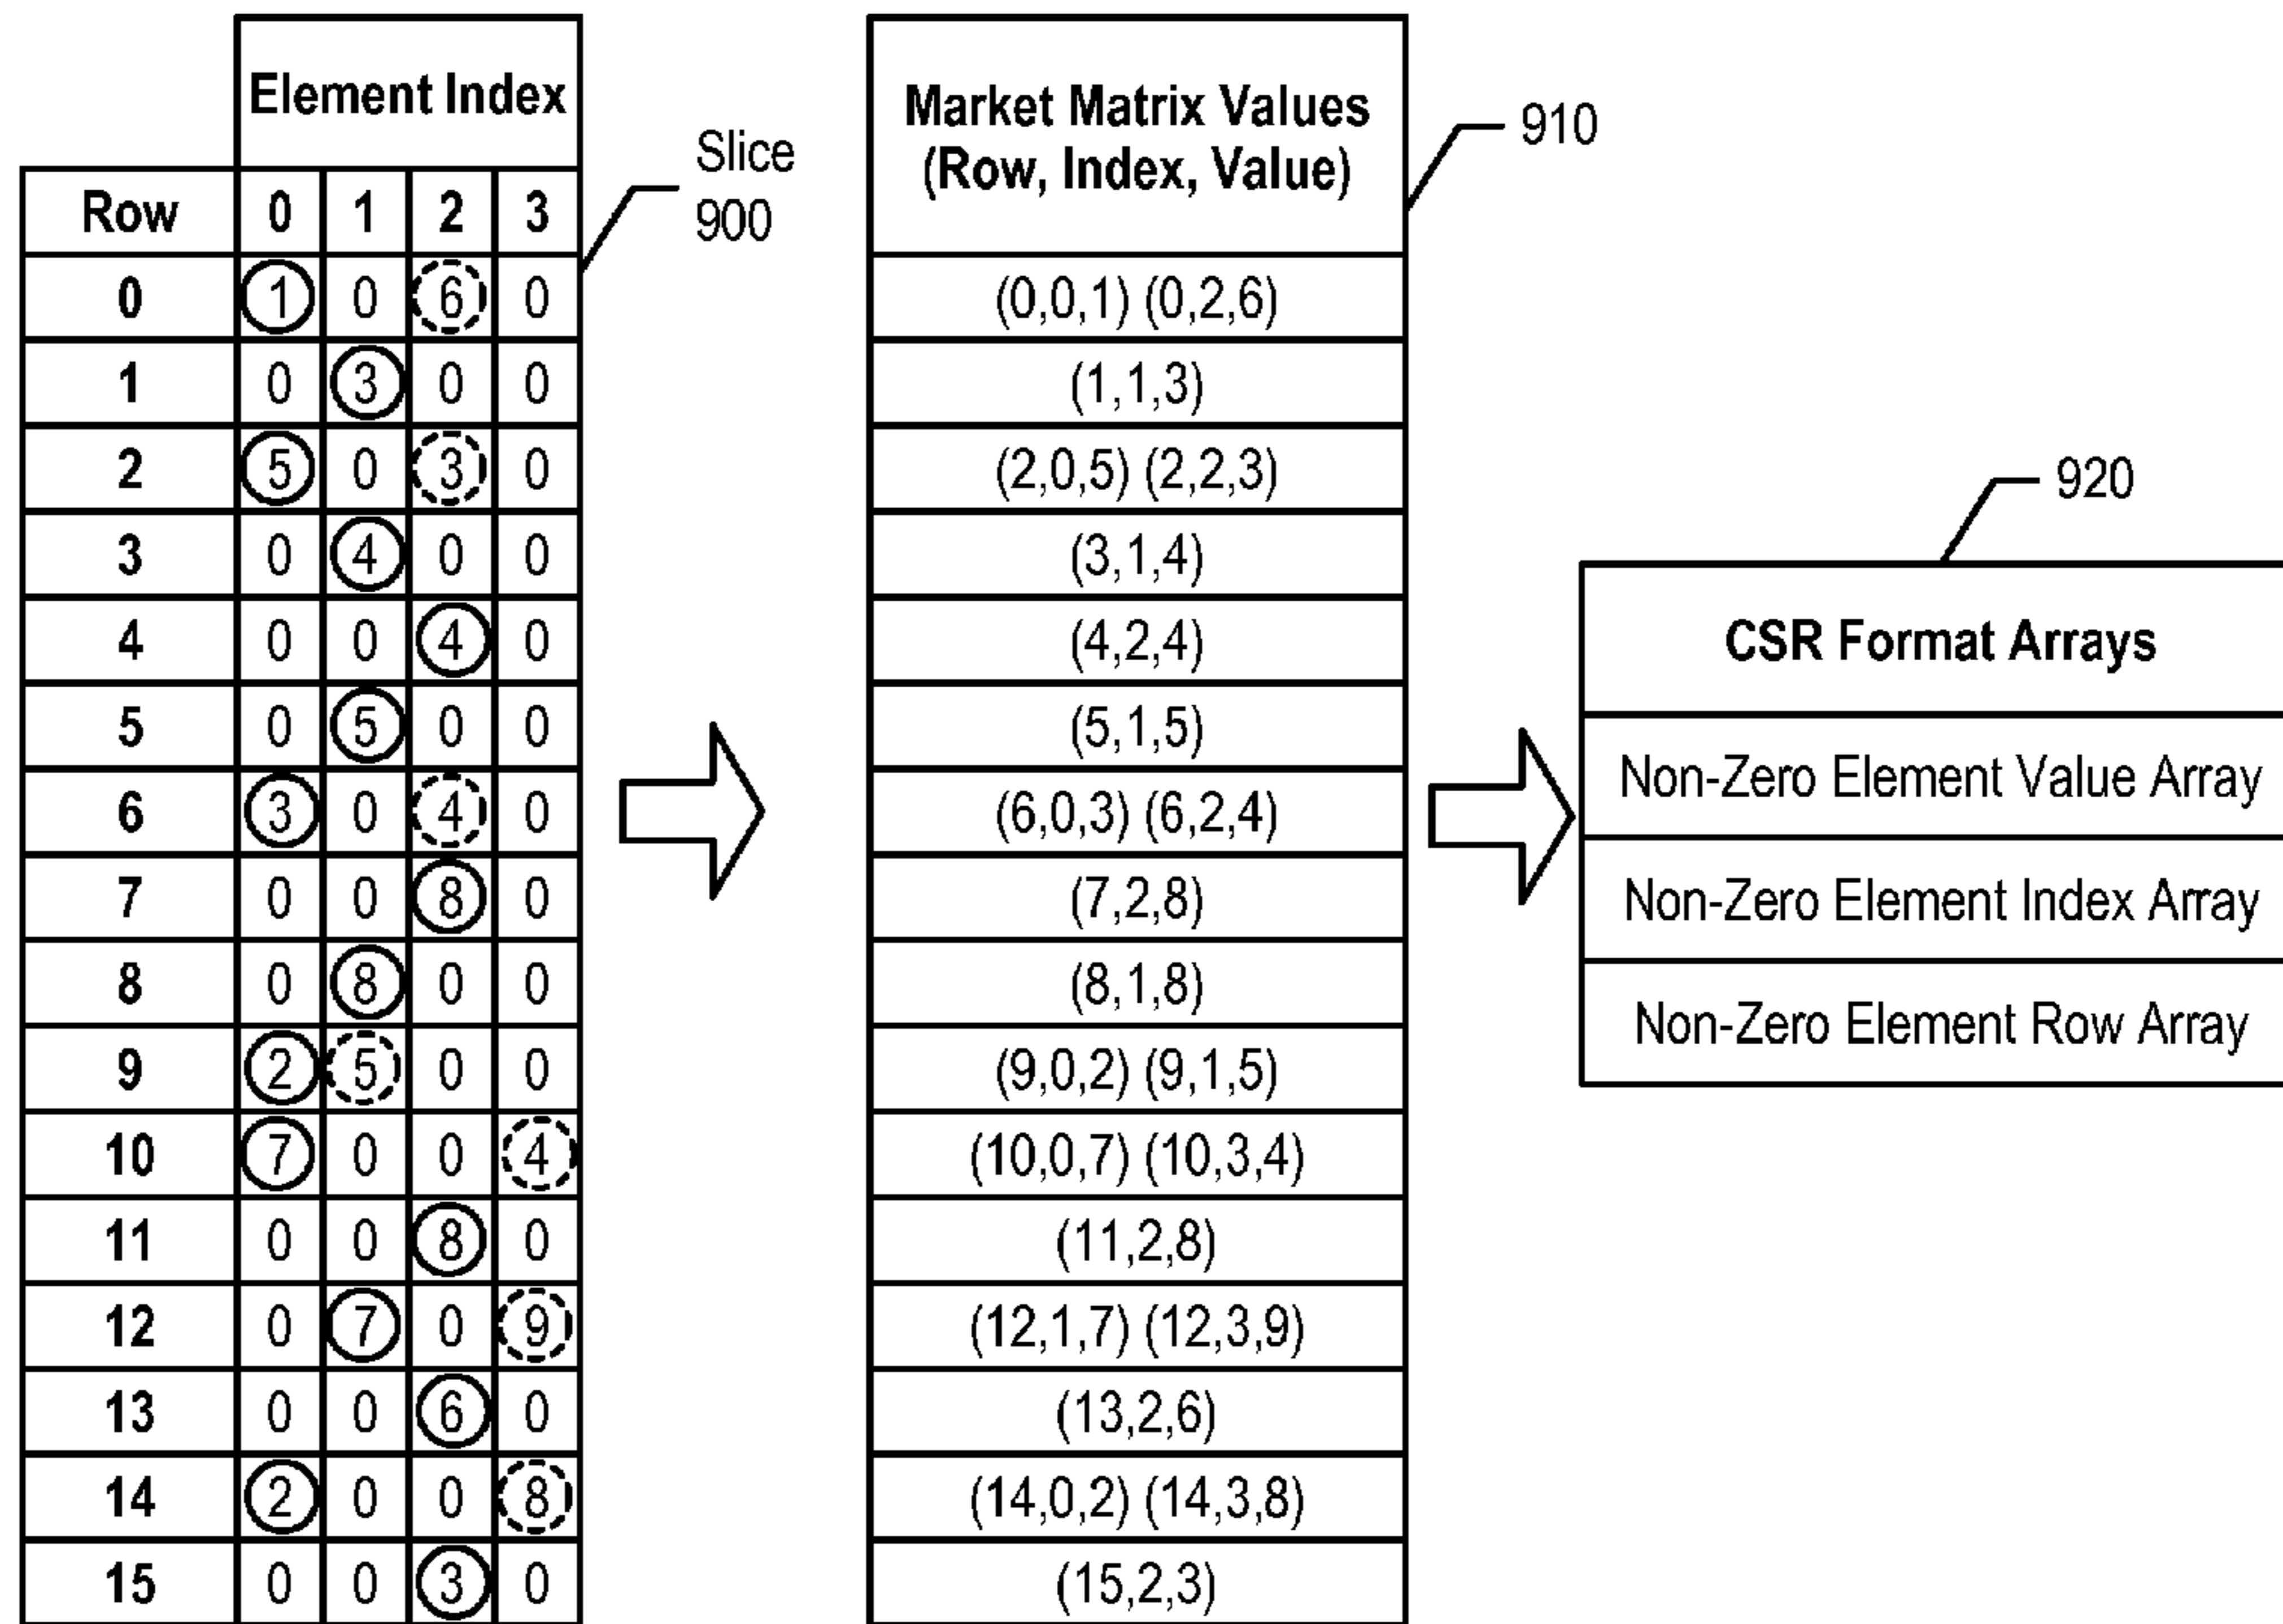 Element Index
Row 0 1 2 3
0 1 0 6 0
1 0 3 0 0
2 5 0 3 0
3 0 4 0 0
4 0 0 4 0
5 0 5 0 0
6 3 0 4 0
7 0 0 8 0
8 0 8 0 0
9 2 5 0 0
10 7 0 0 4
11 0 0 8 0
12 0 7 0 9
13 0 0 6 0
14 2 0 0 8
15 0 0 3 0
Slice
900
Market Matrix Values
(Row, Index, Value)
(0,0,1) (0,2,6)
(1,1,3)
(2,0,5) (2,2,3)
(3,1,4)
(4,2,4)
(5,1,5)
(6,0,3) (6,2,4)
(7,2,8)
(8,1,8)
(9,0,2) (9,1,5)
(10,0,7) (10,3,4)
(11,2,8)
(12,1,7) (12,3,9)
(13,2,6)
(14,0,2) (14,3,8)
(15,2,3)
910
920
CSR Format Arrays
Non-Zero Element Value Array
Non-Zero Element Index Array
Non-Zero Element Row Array